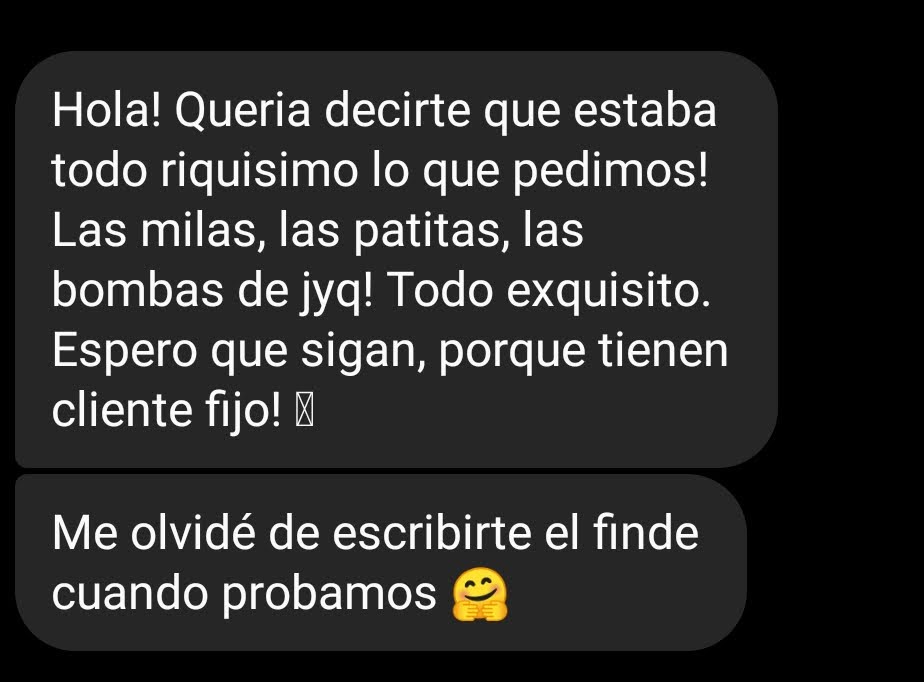 Hola! Queria decirte que estaba
todo riquisimo lo que pedimos!
Las milas, las patitas, las
bombas de jyq! Todo exquisito.
Espero que sigan, porque tienen
cliente fijo! 
Me olvidé de escribirte el finde
cuando probamos 🤗